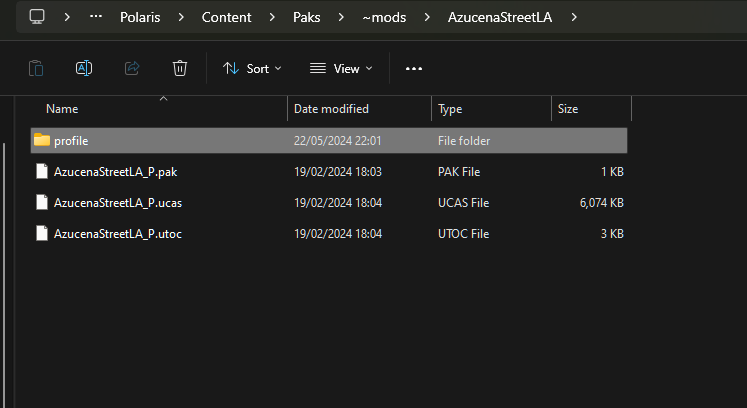 ··· Polaris Content Paks ~mods AzucenaStreetLA
Sort View ···
Name Date modified Type Size
profile 22/05/2024 22:01 File folder
AzucenaStreetLA_P.pak 19/02/2024 18:03 PAK File 1 KB
AzucenaStreetLA_P.ucas 19/02/2024 18:04 UCAS File 6,074 KB
AzucenaStreetLA_P.utoc 19/02/2024 18:04 UTOC File 3 KB